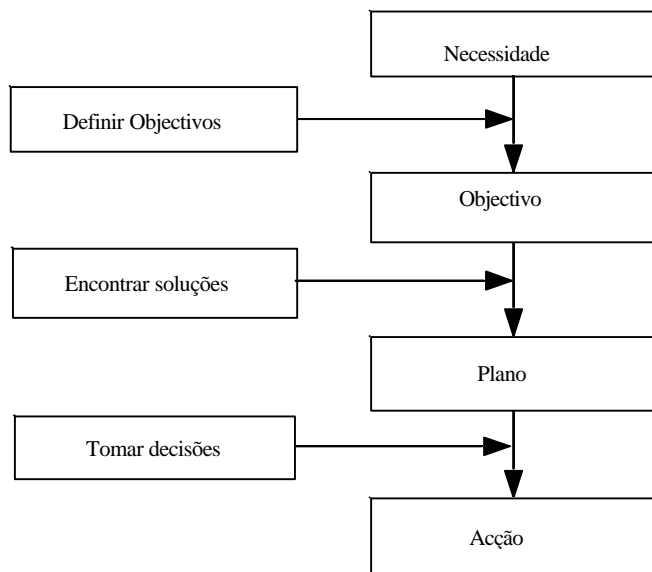 Necessidade
Definir Objectivos
Objectivo
Encontrar soluções
Plano
Tomar decisões
Acção